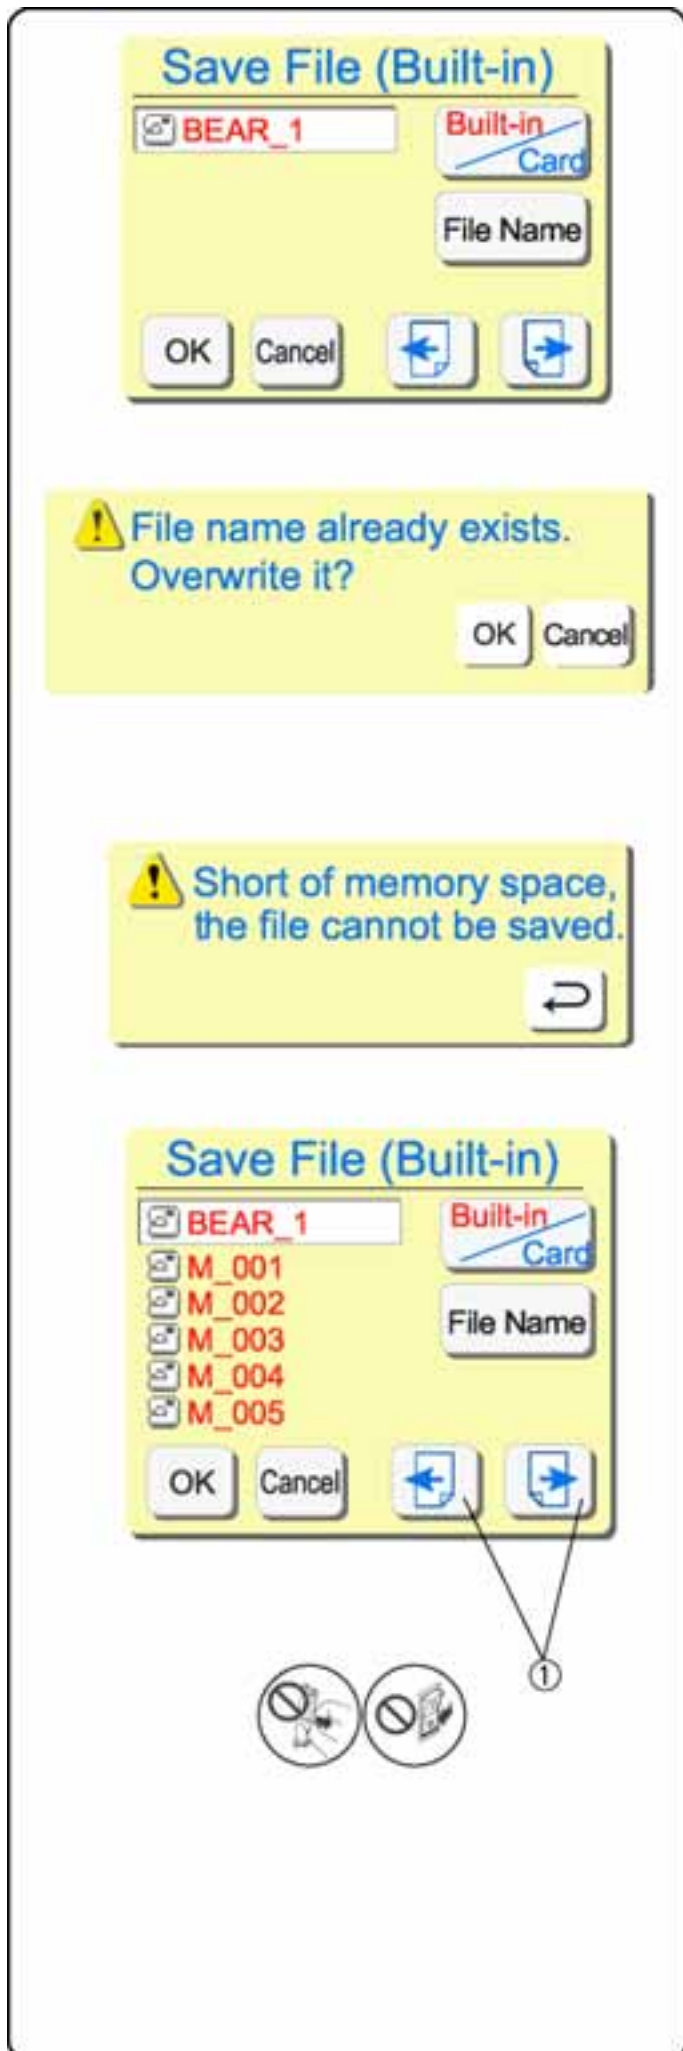 Save File (Built-in)
BEAR_1
Built-in
Card
File Name
OK
Cancel
File name already exists.
Overwrite it?
OK
Cancel
Short of memory space,
the file cannot be saved.
Save File (Built-in)
BEAR_1
Built-in
Card
M_001
M_002
File Name
M_003
M_004
M_005
OK
Cancel
①